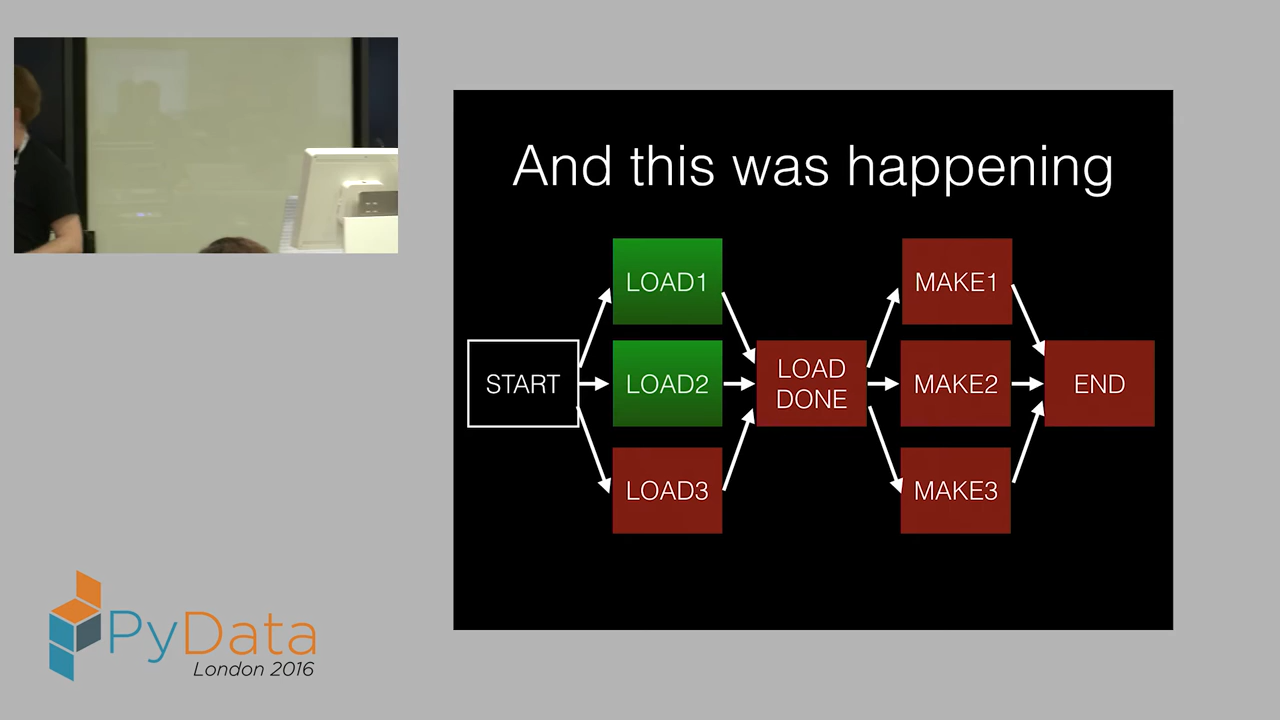 And this was happening
LOAD1
MAKE1
START
LOAD2
LOAD
DONE
MAKE2
END
LOAD3
MAKE3
PyData
London 2016